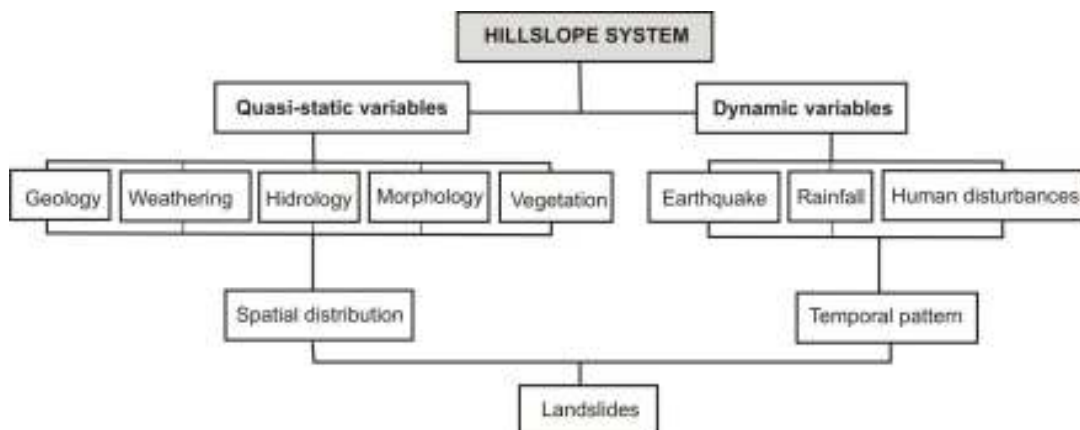 HILLSLOPE SYSTEM
Quasi-static variables
Dynamic variables
Geology
Weathering
Hidrology
Morphology
Vegetation
Earthquake
Rainfall
Human disturbances
Spatial distribution
Temporal pattern
Landslides